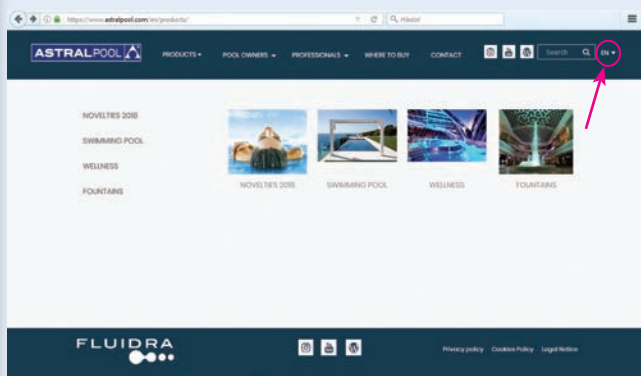 https://www.astralpool.com/en/products/
ASTRALPOOL PRODUCTS POOL OWNERS PROFESSIONALS WHERE TO BUY CONTACT Search EN
NOVELTIES 2018
SWIMMING POOL
WELLNESS
FOUNTAINS
NOVELTIES 2018 SWIMMING POOL WELLNESS FOUNTAINS
FLUIDRA Privacy policy Cookies Policy Legal Notice